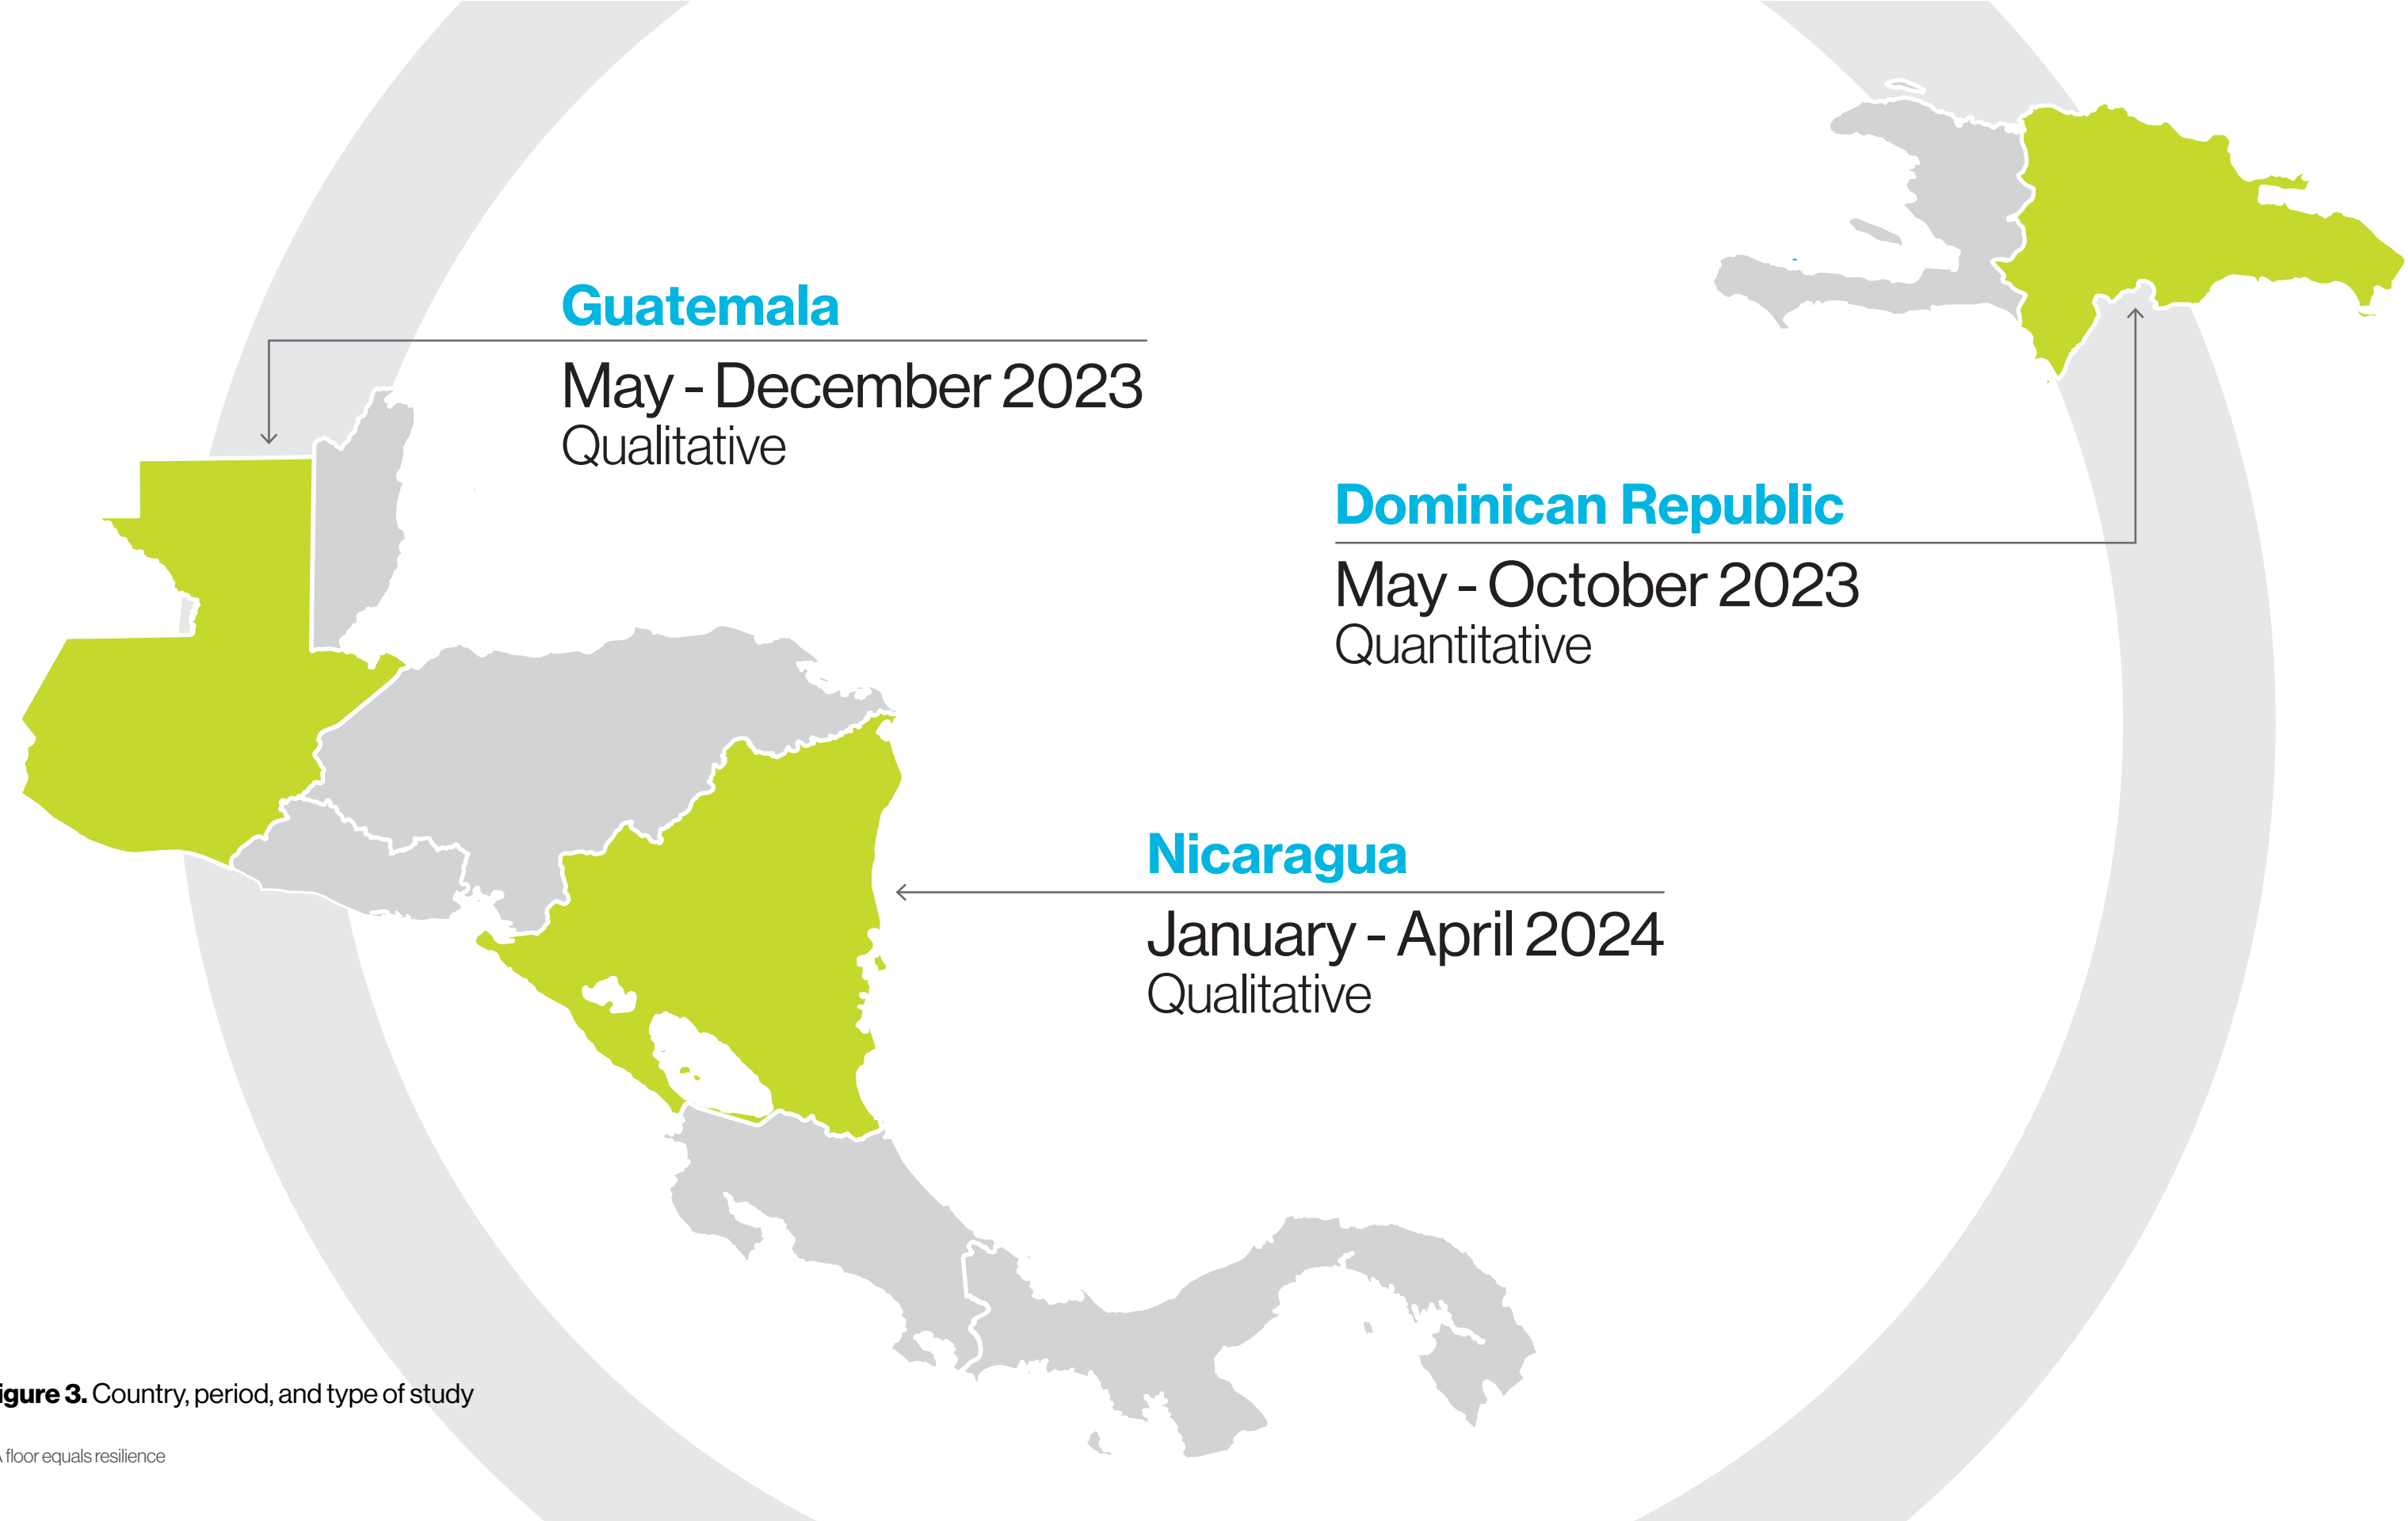 Guatemala
May - December 2023
Qualitative
Dominican Republic
May - October 2023
Quantitative
Nicaragua
January - April 2024
Qualitative
igure 3. Country, period, and type of study
A floor equals resilience